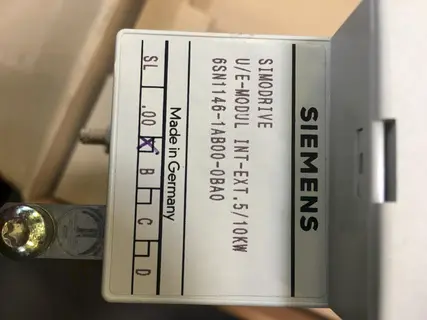 SIEMENS
SIMODRIVE
U/E-MODUL INT-EXT.5/10KW
6SN1146-1AB00-0BA0
Made in Germany
SL .00 B C D